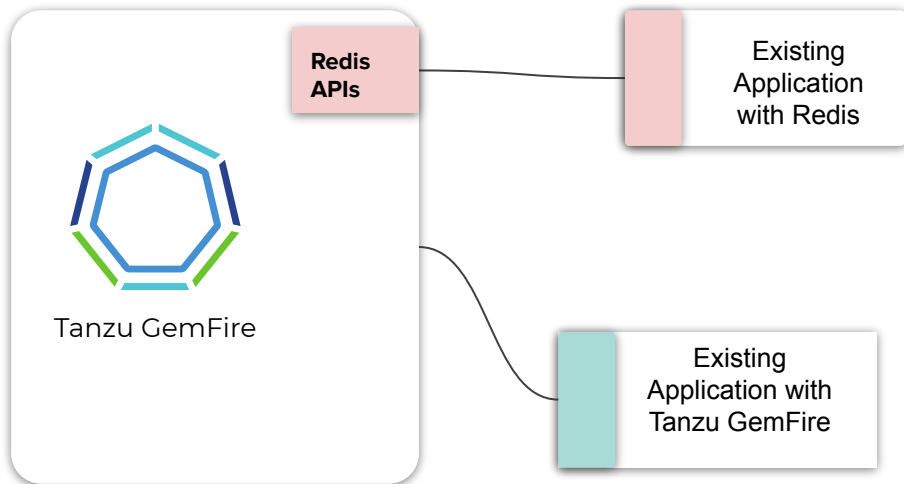 Redis
APIs
Existing
Application
with Redis
Tanzu GemFire
Existing
Application with
Tanzu GemFire